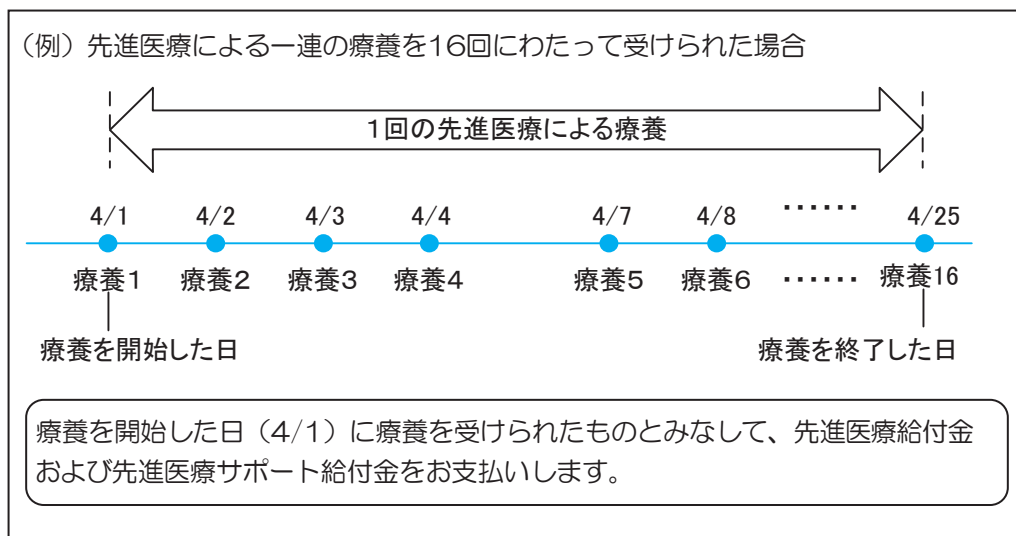 （例）先進医療による一連の療養を16回にわたって受けられた場合
1回の先進医療による療養
4/1 4/2 4/3 4/4 4/7 4/8 ‥‥‥ 4/25
療養1 療養2 療養3 療養4 療養5 療養6 ‥‥‥ 療養16
療養を開始した日 療養を終了した日
療養を開始した日（4/1）に療養を受けられたものとみなして、先進医療給付金
および先進医療サポート給付金をお支払いします。